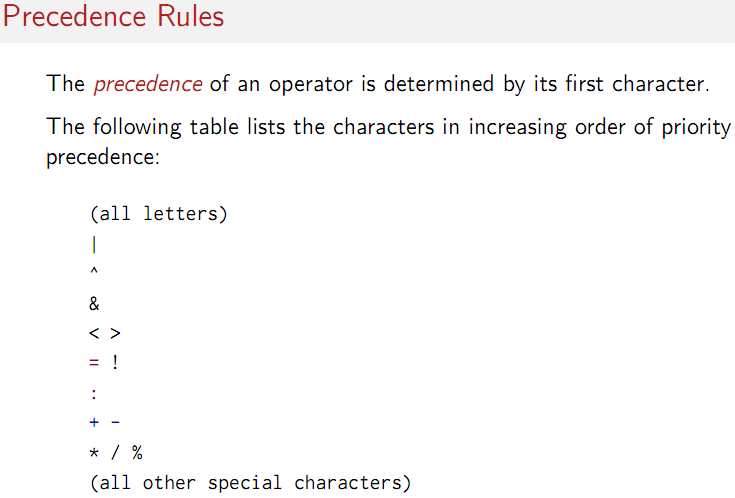 Precedence Rules
The precedence of an operator is determined by its first character.
The following table lists the characters in increasing order of priority
precedence:
(all letters)
|
^
&
< >
= !
:
+ -
* / %
(all other special characters)